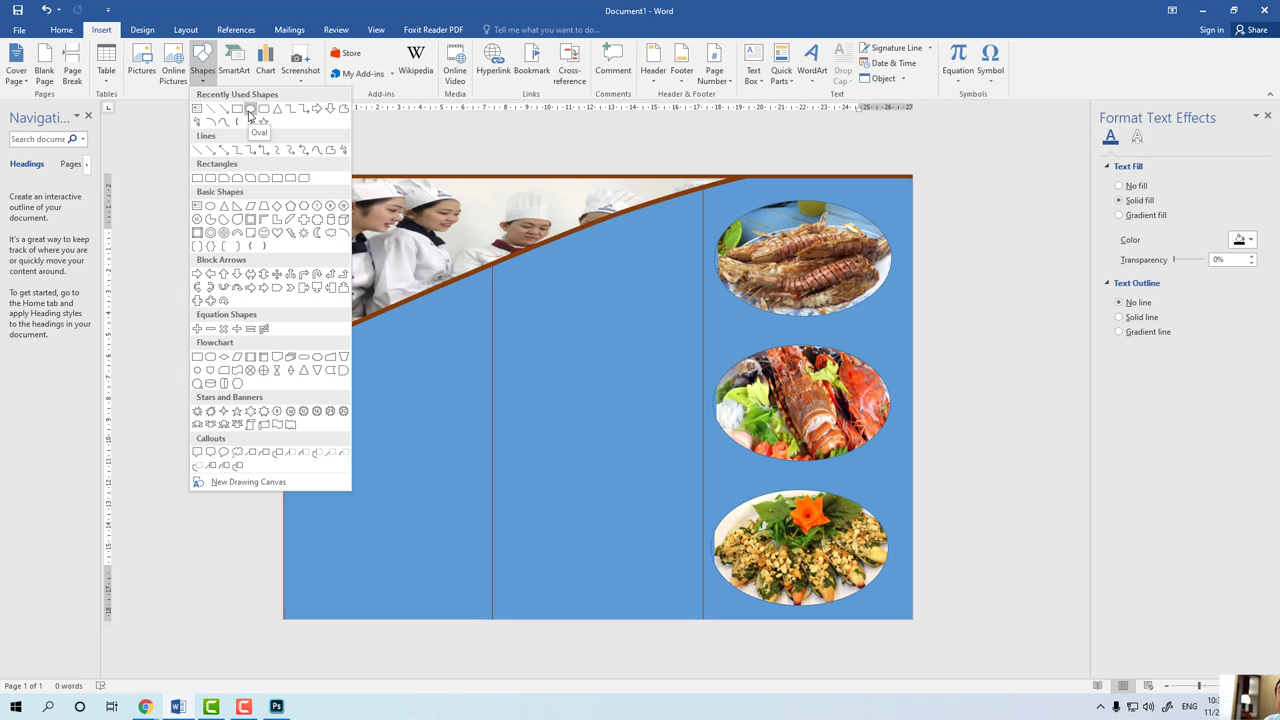 Document1 - Word
File Home Insert Design Layout References Mailings Review View Foxit Reader PDF Tell me what you want to do... Sign in Share
Cover Page Blank Page Page Break Table Pictures Online Pictures Shapes SmartArt Chart Screenshot Store My Add-ins Wikipedia Online Video Hyperlink Bookmark Cross-reference Comment Header Footer Page Number Text Box Quick Parts WordArt Drop Cap Signature Line Date & Time Object Equation Symbol
Pages Tables Add-ins Media Links Comments Header & Footer Text Symbols
Recently Used Shapes
Oval
Lines
Rectangles
Basic Shapes
Block Arrows
Equation Shapes
Flowchart
Stars and Banners
Callouts
New Drawing Canvas
Navigati...
Search docume
Headings Pages
Create an interactive
outline of your
document.
It's a great way to keep
track of where you are
or quickly move your
content around.
To get started, go to
the Home tab and
apply Heading styles
to the headings in your
document.
Format Text Effects
Text Fill
No fill
Solid fill
Gradient fill
Color
Transparency 0%
Text Outline
No line
Solid line
Gradient line
Page 1 of 1 0 words
ENG